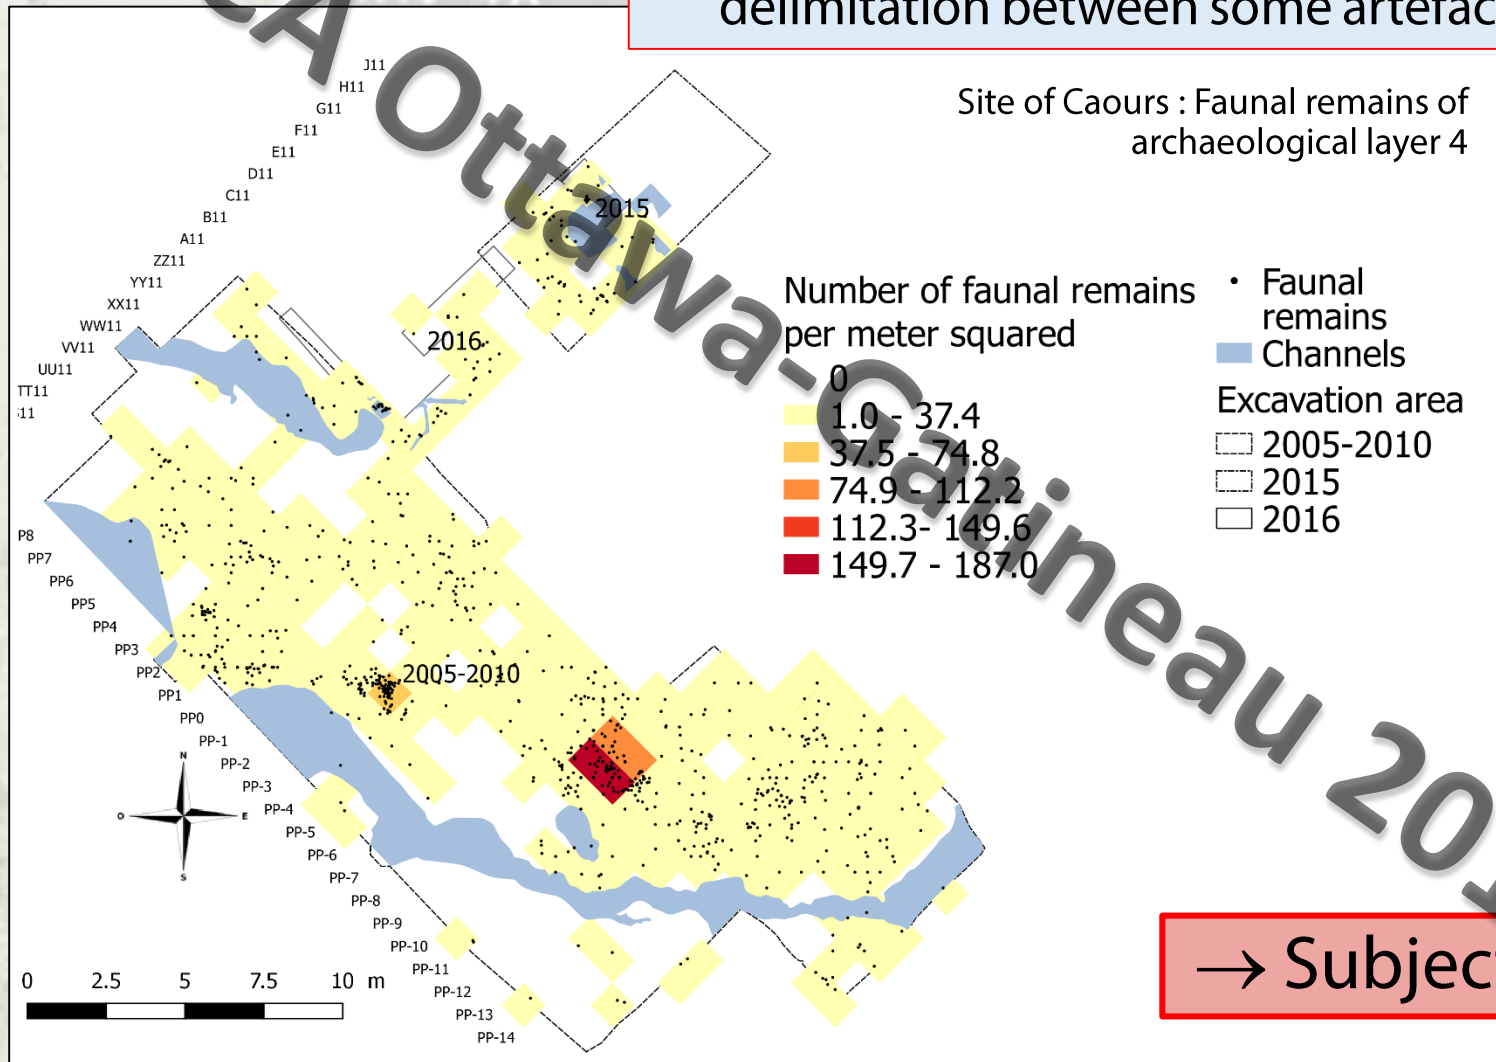 delimitation between some artefac
Site of Caours : Faunal remains of
archaeological layer 4
J11
H11
G11
F11
E11
D11
C11
B11
A11
ZZ11
YY11
XX11
WW11
VV11
UU11
TT11
11
2015
2016
2005-2010
Number of faunal remains
per meter squared
0
1.0 - 37.4
37.5 - 74.8
74.9 - 112.2
112.3- 149.6
149.7 - 187.0
Faunal
remains
Channels
Excavation area
2005-2010
2015
2016
P8
PP7
PP6
PP5
PP4
PP3
PP2
PP1
PP0
PP-1
PP-2
PP-3
PP-4
PP-5
PP-6
PP-7
PP-8
PP-9
PP-10
PP-11
PP-12
PP-13
PP-14
N
O E
S
0 2.5 5 7.5 10 m
→ Subject
CA Ottawa-Gatineau 201